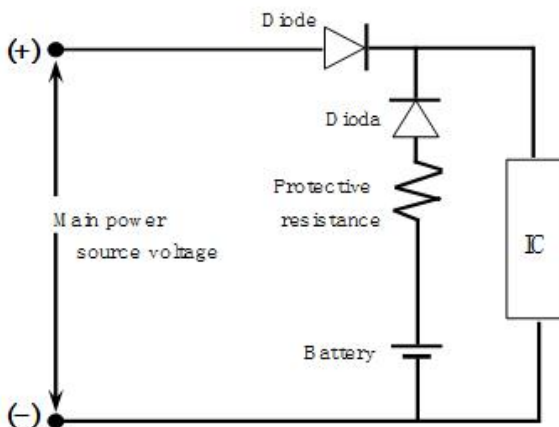 Diode
(+)
Dioda
Protective
resistance
Main power
source voltage
IC
Battery
(−)